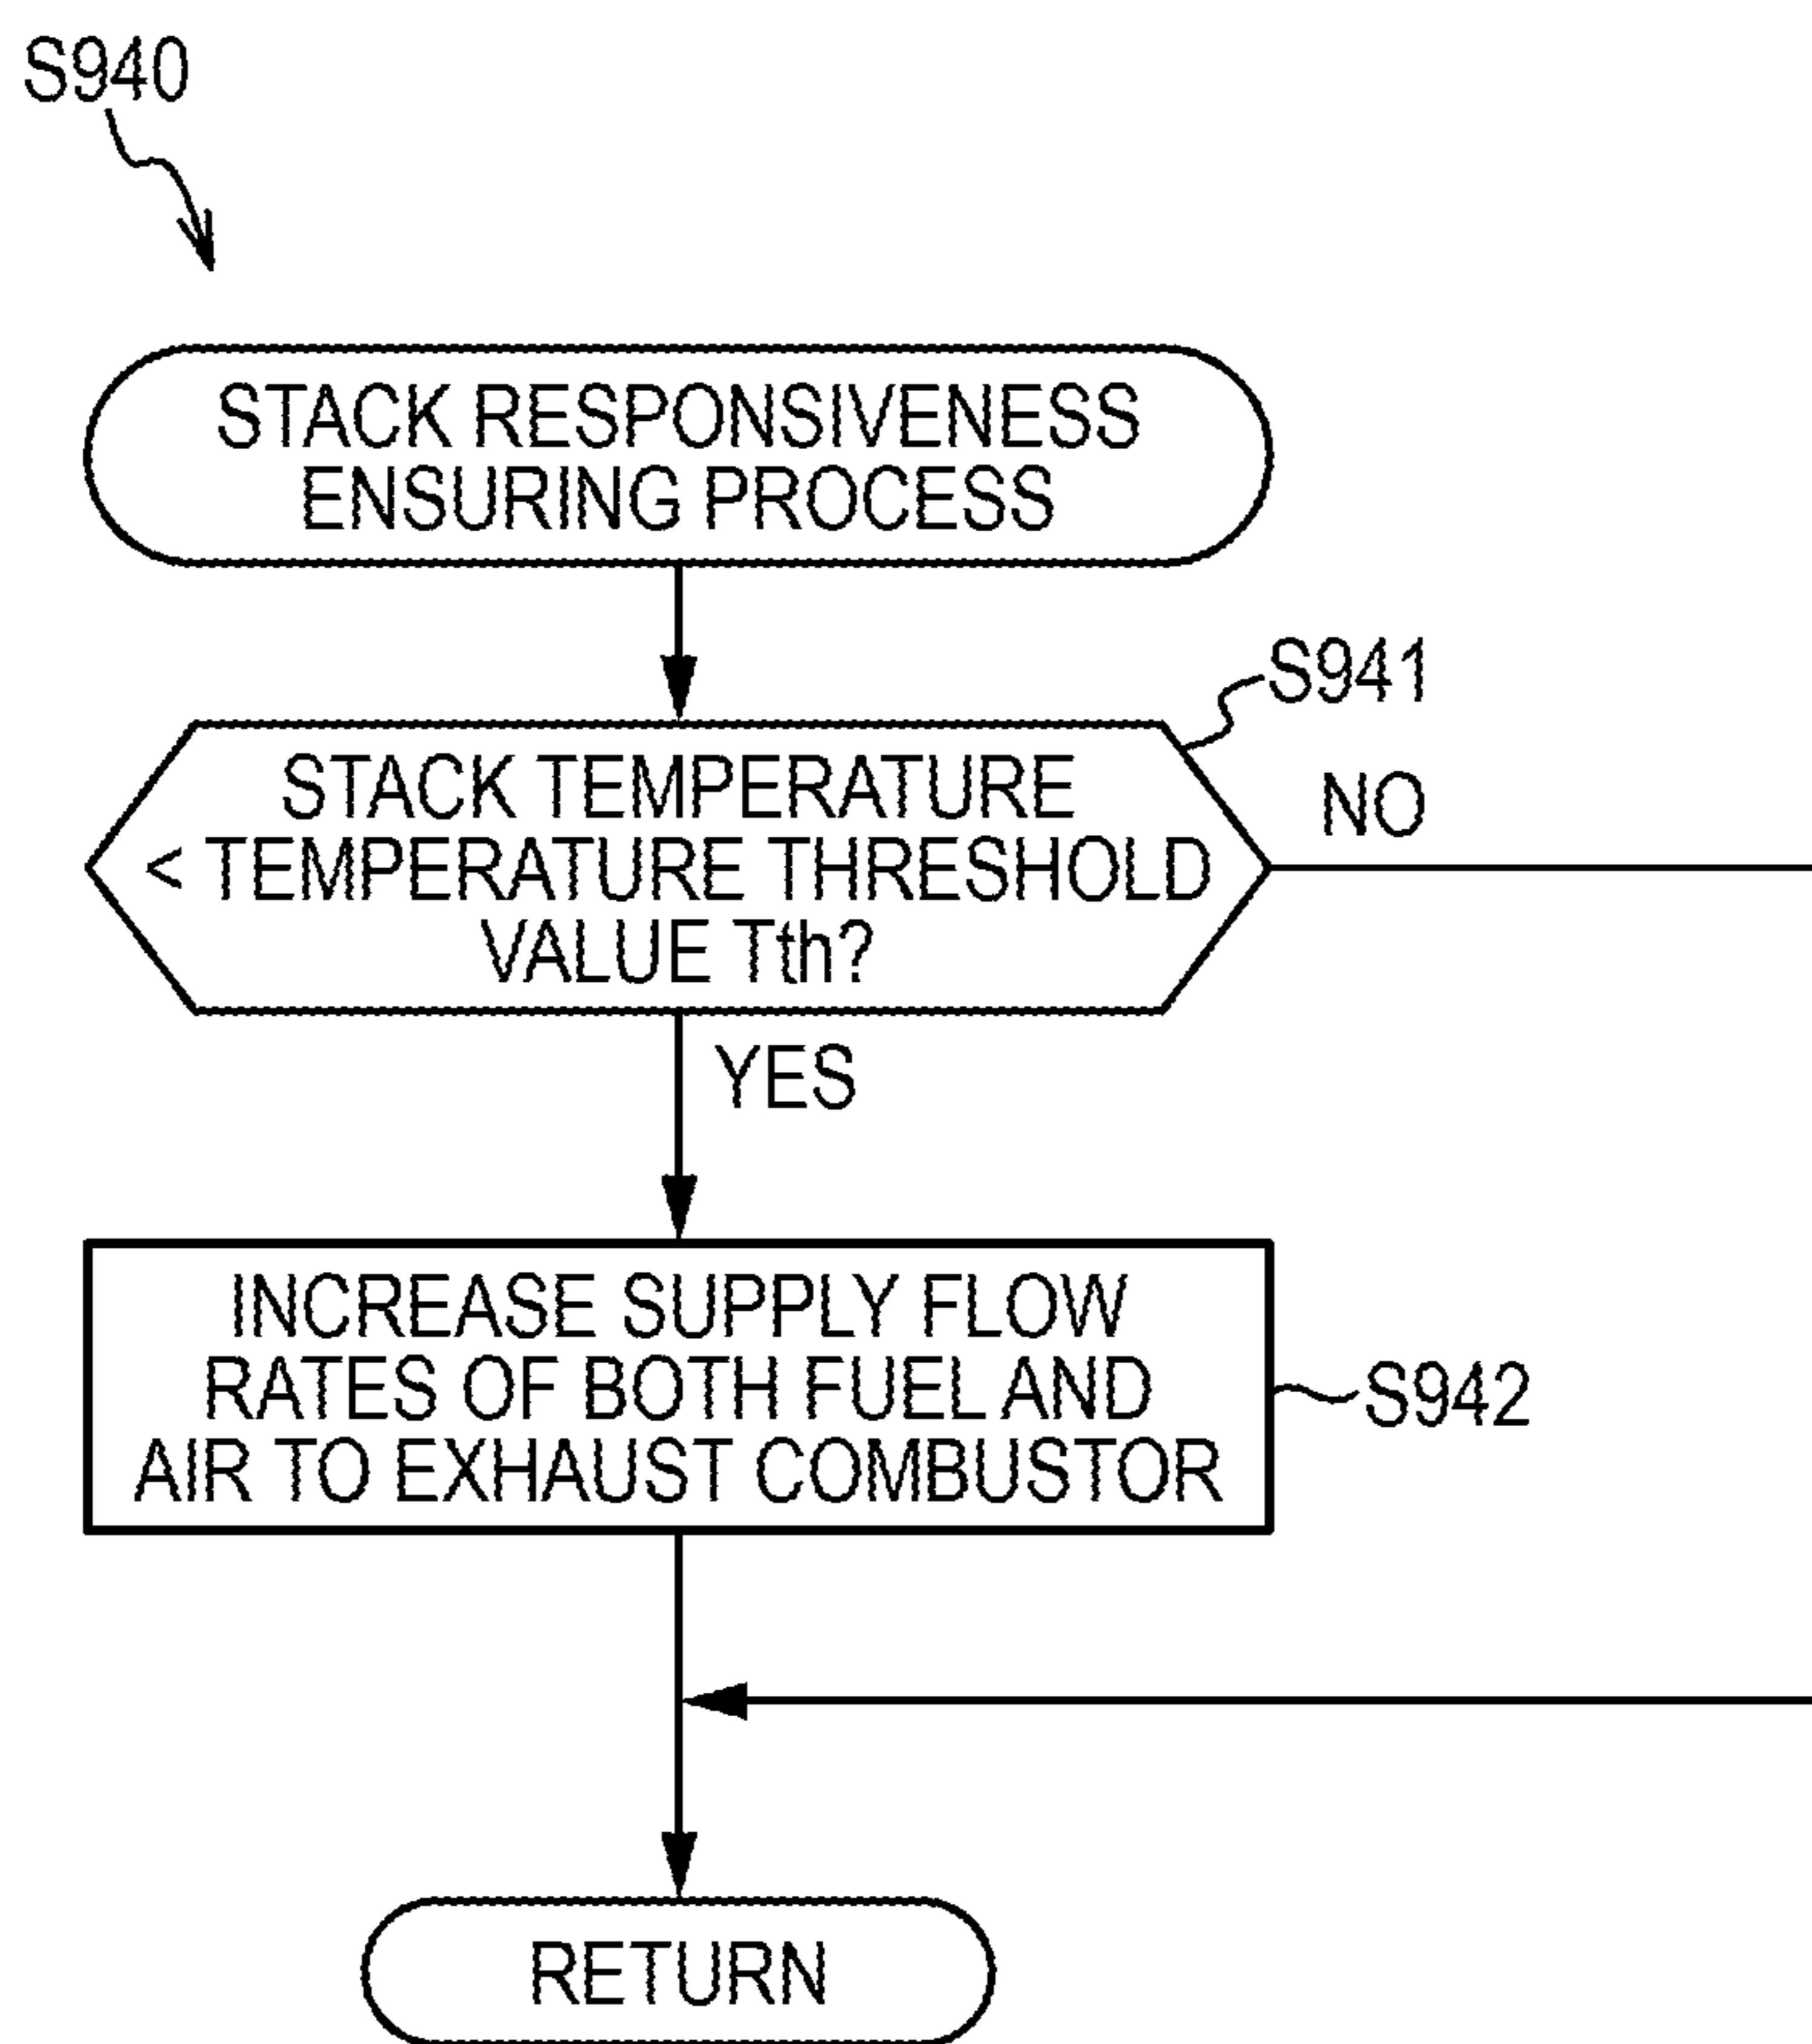 S940
STACK RESPONSIVENESS
ENSURING PROCESS
S941
STACK TEMPERATURE
< TEMPERATURE THRESHOLD
VALUE Tth?
NO
YES
INCREASE SUPPLY FLOW
RATES OF BOTH FUEL AND
AIR TO EXHAUST COMBUSTOR
S942
RETURN